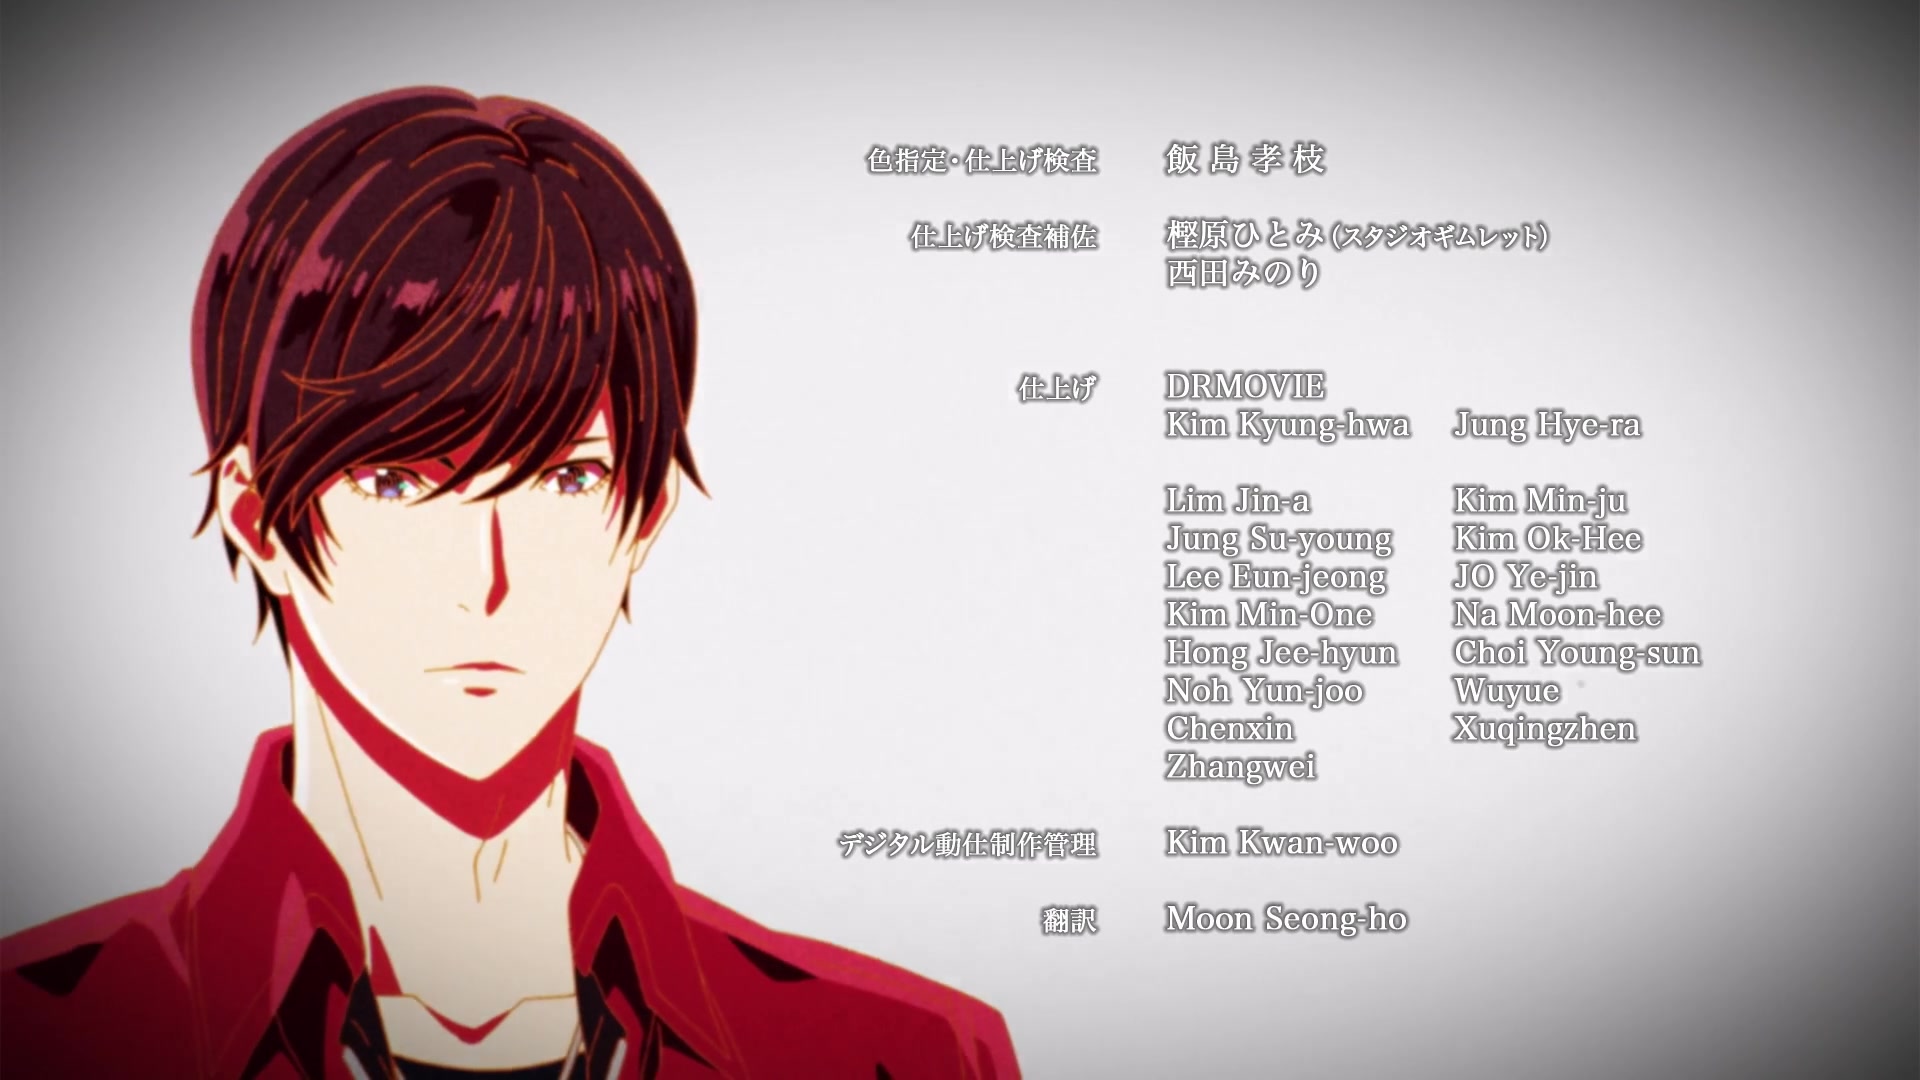 色指定・仕上げ検査 飯島孝枝
仕上げ検査補佐 樫原ひとみ(スタジオギムレット)
西田みのり
仕上げ DRMOVIE
Kim Kyung-hwa Jung Hye-ra
Lim Jin-a Kim Min-ju
Jung Su-young Kim Ok-Hee
Lee Eun-jeong JO Ye-jin
Kim Min-One Na Moon-hee
Hong Jee-hyun Choi Young-sun
Noh Yun-joo Wuyue
Chenxin Xuqingzhen
Zhangwei
デジタル動仕制作管理 Kim Kwan-woo
翻訳 Moon Seong-ho